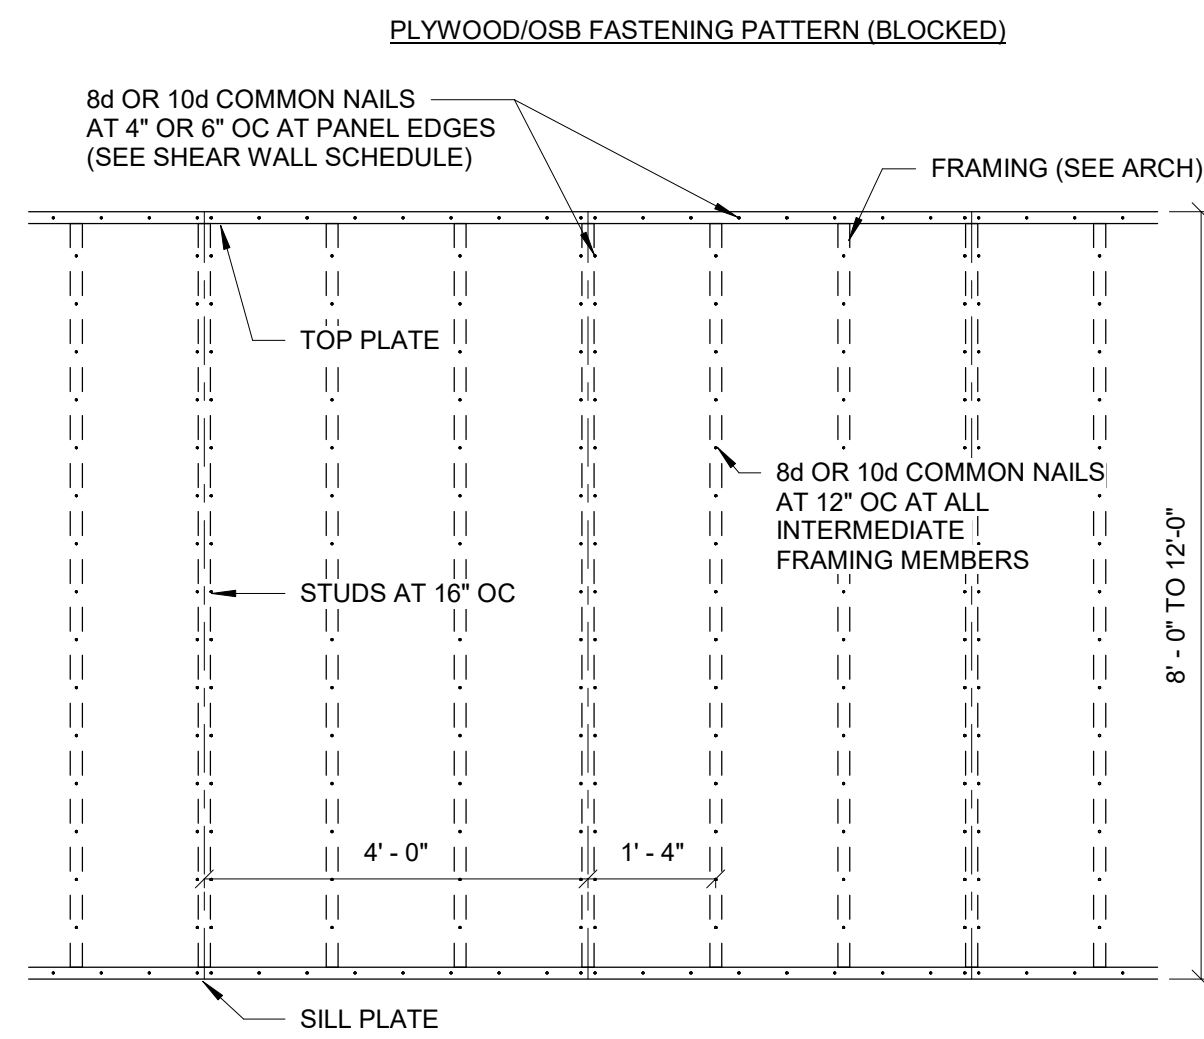 PLYWOOD/OSB FASTENING PATTERN (BLOCKED)
8d OR 10d COMMON NAILS
AT 4" OR 6" OC AT PANEL EDGES
(SEE SHEAR WALL SCHEDULE)
FRAMING (SEE ARCH)
TOP PLATE
8d OR 10d COMMON NAILS
AT 12" OC AT ALL
INTERMEDIATE
FRAMING MEMBERS
STUDS AT 16" OC
8' - 0" TO 12'-0"
4' - 0"
1' - 4"
SILL PLATE